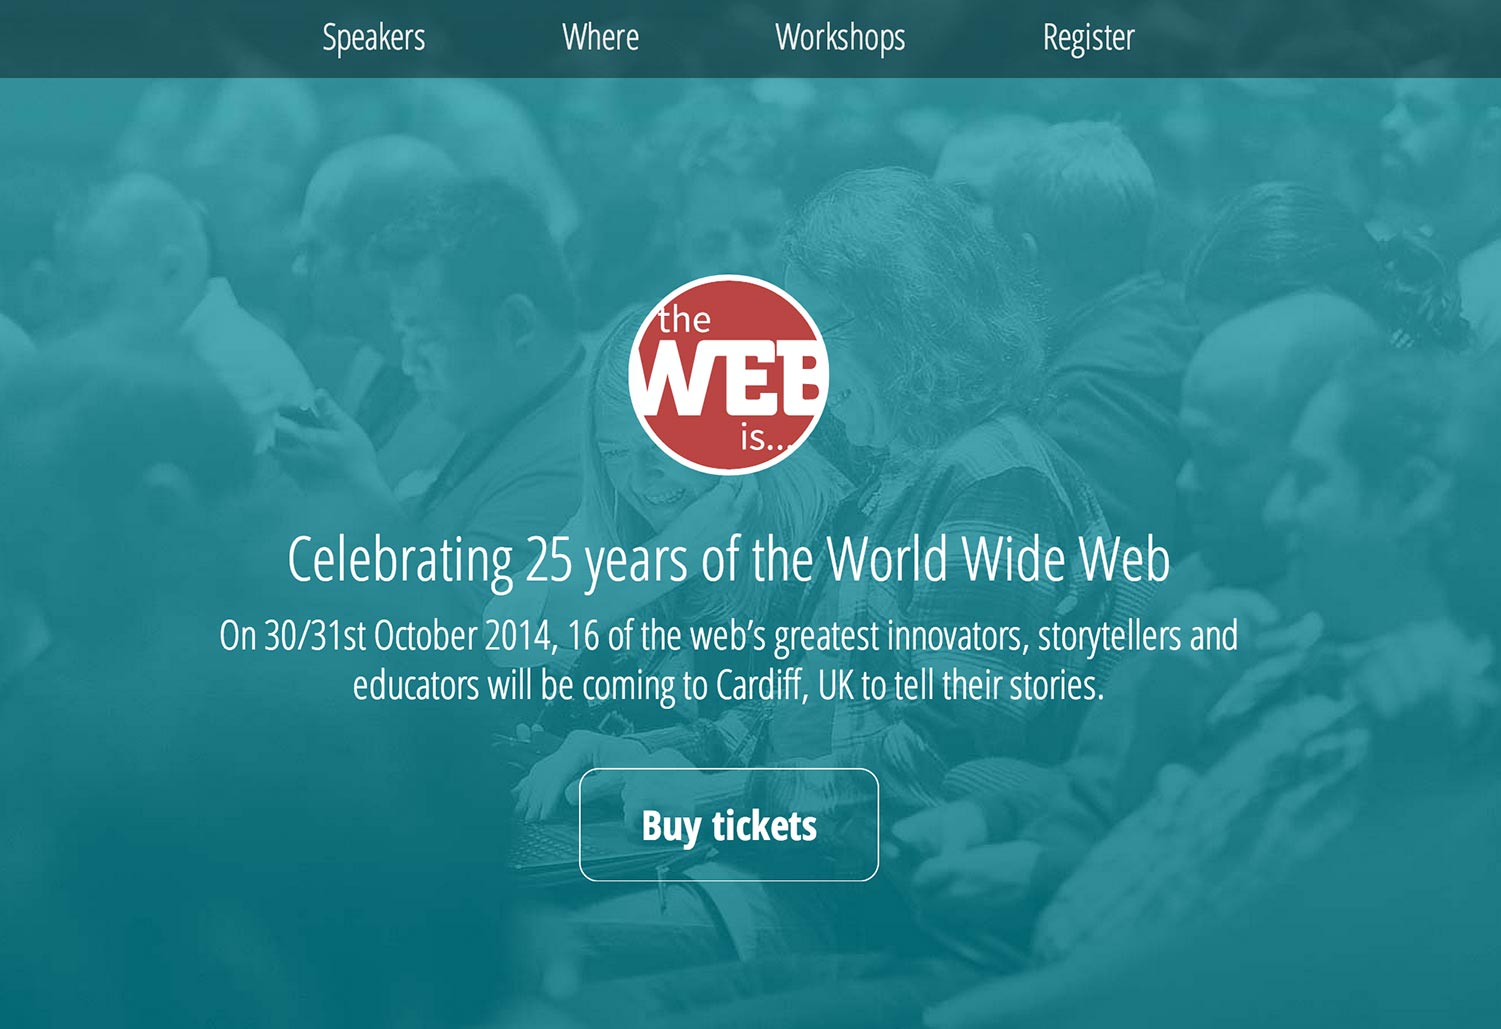 Speakers Where Workshops Register
the
WEB
is...
Celebrating 25 years of the World Wide Web
On 30/31st October 2014, 16 of the web’s greatest innovators, storytellers and
educators will be coming to Cardiff, UK to tell their stories.
Buy tickets